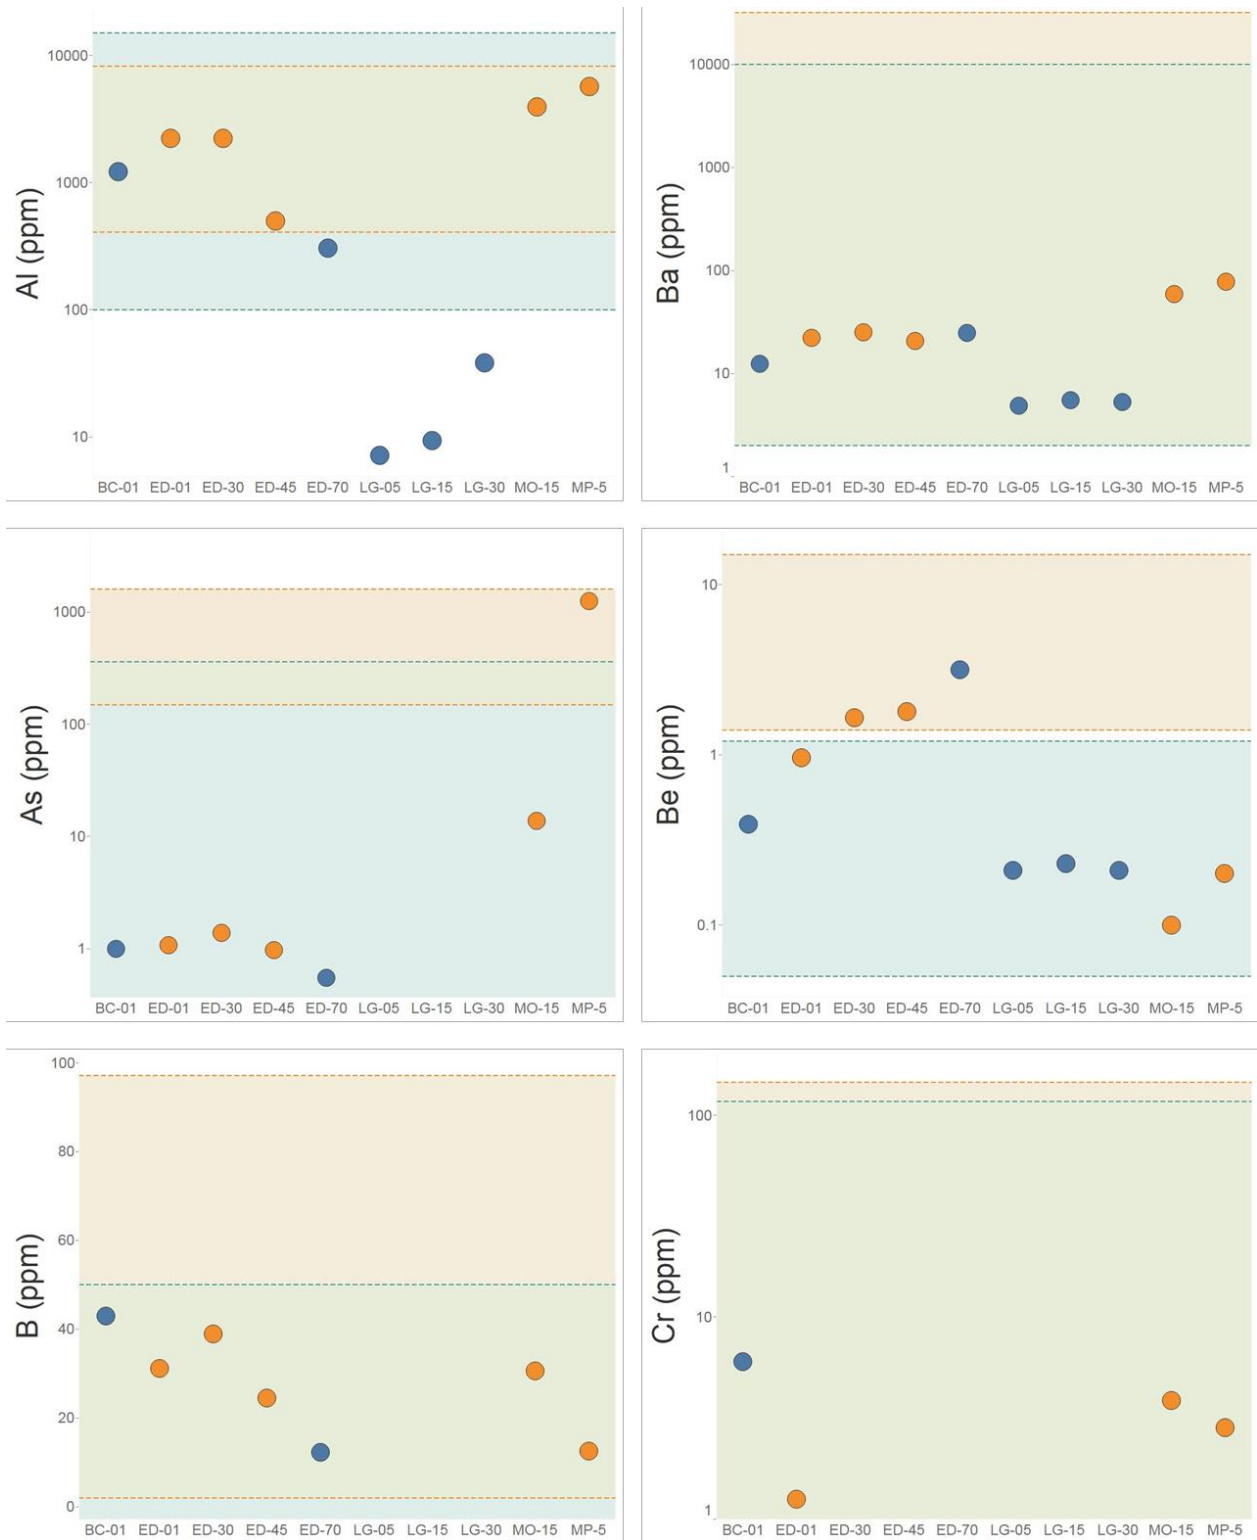 10000
1000
100
10
Al (ppm)
BC-01 ED-01 ED-30 ED-45 ED-70 LG-05 LG-15 LG-30 MO-15 MP-5
10000
1000
100
10
1
Ba (ppm)
BC-01 ED-01 ED-30 ED-45 ED-70 LG-05 LG-15 LG-30 MO-15 MP-5
1000
100
10
1
As (ppm)
BC-01 ED-01 ED-30 ED-45 ED-70 LG-05 LG-15 LG-30 MO-15 MP-5
10
1
0.1
Be (ppm)
BC-01 ED-01 ED-30 ED-45 ED-70 LG-05 LG-15 LG-30 MO-15 MP-5
100
80
60
40
20
0
B (ppm)
BC-01 ED-01 ED-30 ED-45 ED-70 LG-05 LG-15 LG-30 MO-15 MP-5
100
10
1
Cr (ppm)
BC-01 ED-01 ED-30 ED-45 ED-70 LG-05 LG-15 LG-30 MO-15 MP-5